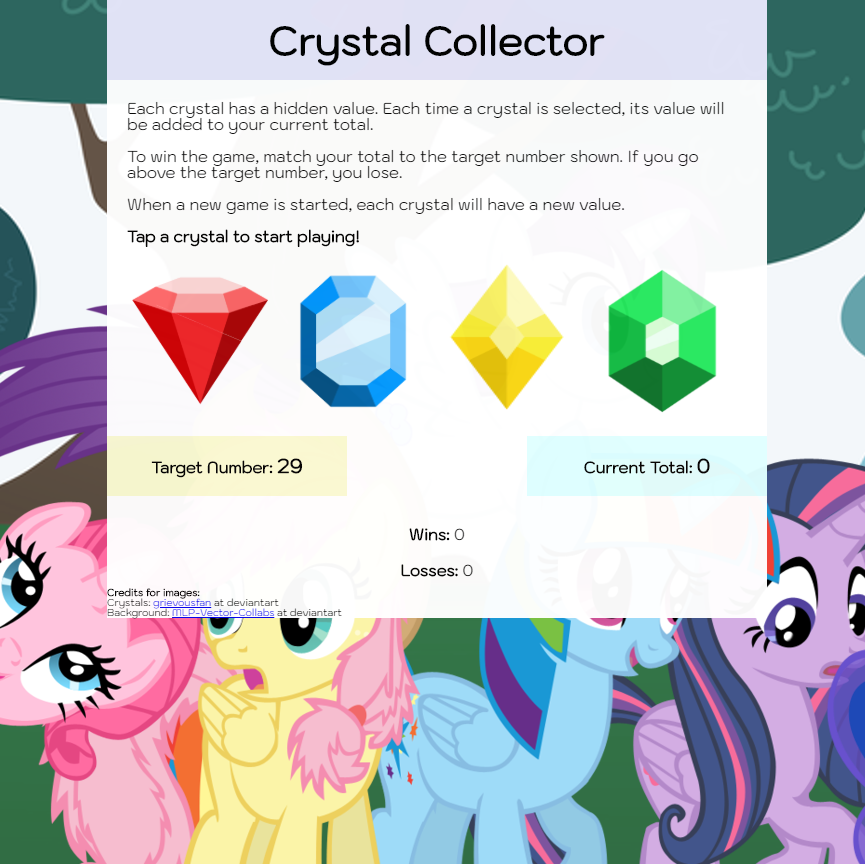 Crystal Collector
Each crystal has a hidden value. Each time a crystal is selected, its value will
be added to your current total.
To win the game, match your total to the target number shown. If you go
above the target number, you lose.
When a new game is started, each crystal will have a new value.
Tap a crystal to start playing!
Target Number: 29
Current Total: 0
Wins: 0
Losses: 0
Credits for images:
Crystals: grievousfan at deviantart
Background: MLP-Vector-Collabs at deviantart